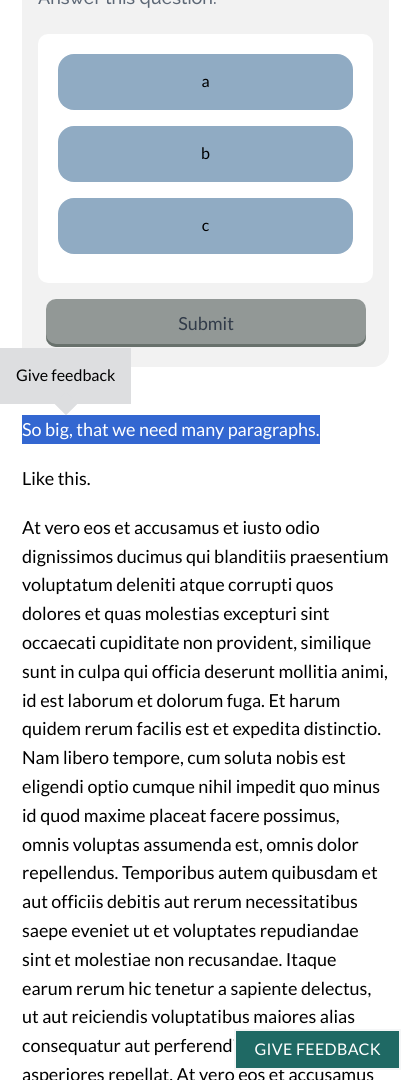 Answer this question.
a
b
c
Submit
Give feedback
So big, that we need many paragraphs.
Like this.
At vero eos et accusamus et iusto odio
dignissimos ducimus qui blanditiis praesentium
voluptatum deleniti atque corrupti quos
dolores et quas molestias excepturi sint
occaecati cupiditate non provident, similique
sunt in culpa qui officia deserunt mollitia animi,
id est laborum et dolorum fuga. Et harum
quidem rerum facilis est et expedita distinctio.
Nam libero tempore, cum soluta nobis est
eligendi optio cumque nihil impedit quo minus
id quod maxime placeat facere possimus,
omnis voluptas assumenda est, omnis dolor
repellendus. Temporibus autem quibusdam et
aut officiis debitis aut rerum necessitatibus
saepe eveniet ut et voluptates repudiandae
sint et molestiae non recusandae. Itaque
earum rerum hic tenetur a sapiente delectus,
ut aut reiciendis voluptatibus maiores alias
consequatur aut perferend
GIVE FEEDBACK
asperiores repellat. At vero eos et accusamus